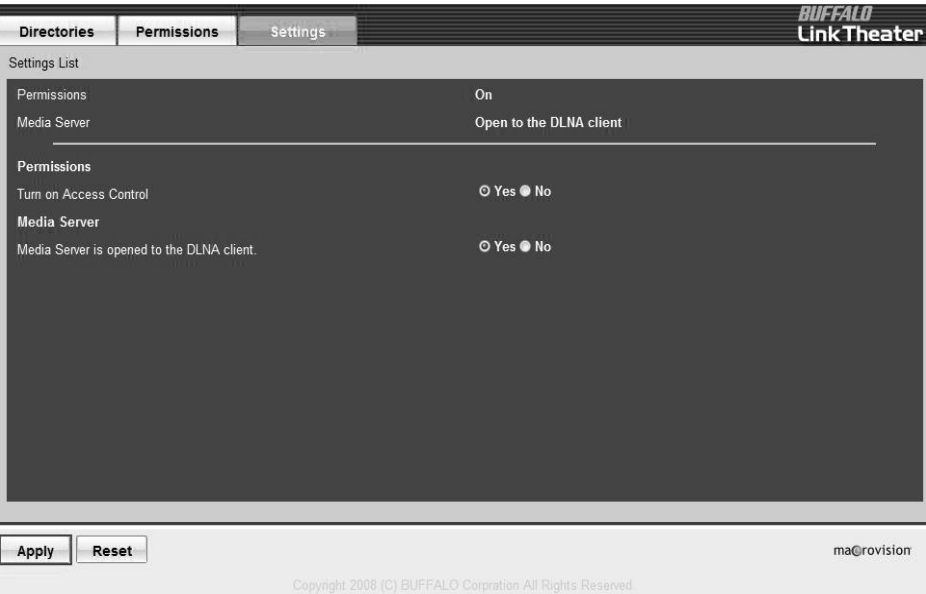 Directories Permissions Settings BUFFALO
LinkTheater
Settings List
Permissions On
Media Server Open to the DLNA client
Permissions
Turn on Access Control Yes No
Media Server
Media Server is opened to the DLNA client. Yes No
Apply Reset macrovision
Copyright 2008 (C) BUFFALO Corpration All Rights Reserved.